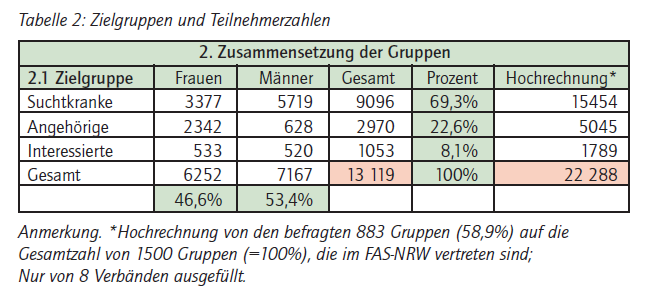 Tabelle 2: Zielgruppen und Teilnehmerzahlen
2. Zusammensetzung der Gruppen
2.1 Zielgruppe Frauen Männer Gesamt Prozent Hochrechnung*
Suchtkranke 3377 5719 9096 69,3% 15454
Angehörige 2342 628 2970 22,6% 5045
Interessierte 533 520 1053 8,1% 1789
Gesamt 6252 7167 13 119 100% 22 288
46,6% 53,4%
Anmerkung. *Hochrechnung von den befragten 883 Gruppen (58,9%) auf die
Gesamtzahl von 1500 Gruppen (=100%), die im FAS-NRW vertreten sind;
Nur von 8 Verbänden ausgefüllt.